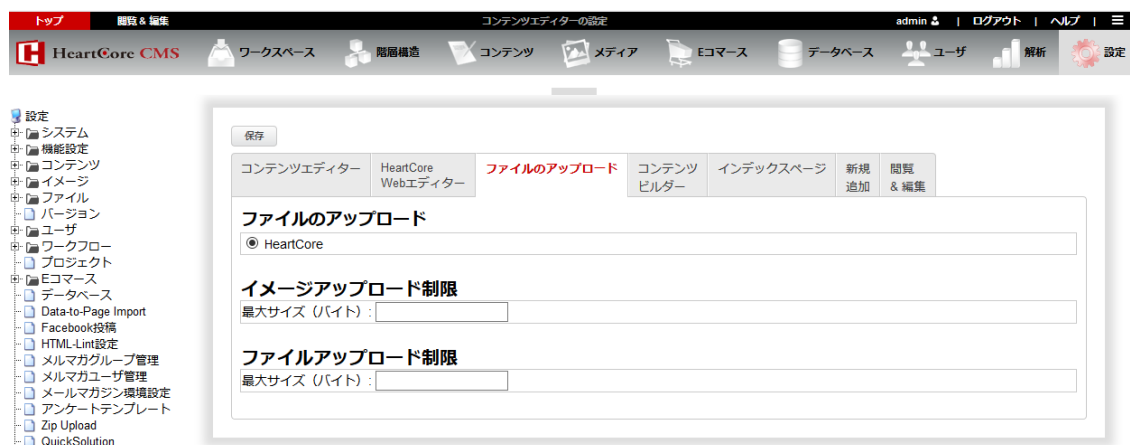 トップ 閲覧 & 編集 コンテンツエディターの設定 admin | ログアウト | ヘルプ |
HeartCore CMS ワークスペース 階層構造 コンテンツ メディア Eコマース データベース ユーザ 解析 設定
設定
システム
機能設定
コンテンツ
イメージ
ファイル
バージョン
ユーザ
ワークフロー
プロジェクト
Eコマース
データベース
Data-to-Page Import
Facebook投稿
HTML-Lint設定
メルマガグループ管理
メルマガユーザ管理
メールマガジン環境設定
アンケートテンプレート
Zip Upload
QuickSolution
保存
コンテンツエディター
HeartCore
Webエディター
ファイルのアップロード
コンテンツ
ビルダー
インデックスページ
新規
追加
閲覧
& 編集
ファイルのアップロード
HeartCore
イメージアップロード制限
最大サイズ（バイト）:
ファイルアップロード制限
最大サイズ（バイト）: